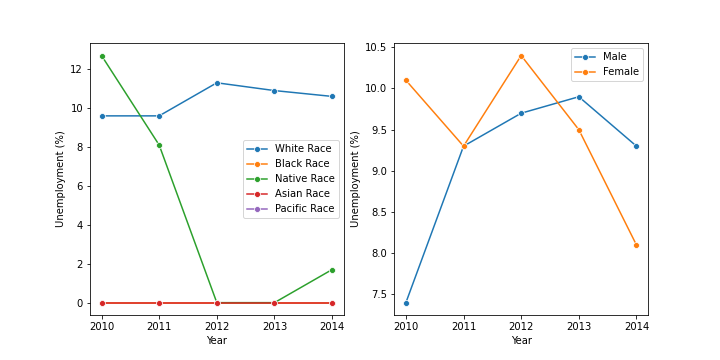 12
10
8
6
4
2
0
Unemployment (%)
2010 2011 2012 2013 2014
Year
White Race
Black Race
Native Race
Asian Race
Pacific Race
10.5
10.0
9.5
9.0
8.5
8.0
7.5
Unemployment (%)
2010 2011 2012 2013 2014
Year
Male
Female